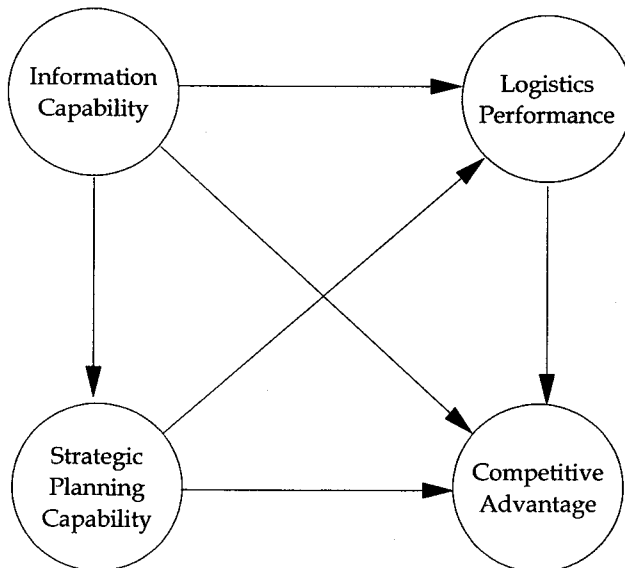 Information
Capability
Logistics
Performance
Strategic
Planning
Capability
Competitive
Advantage